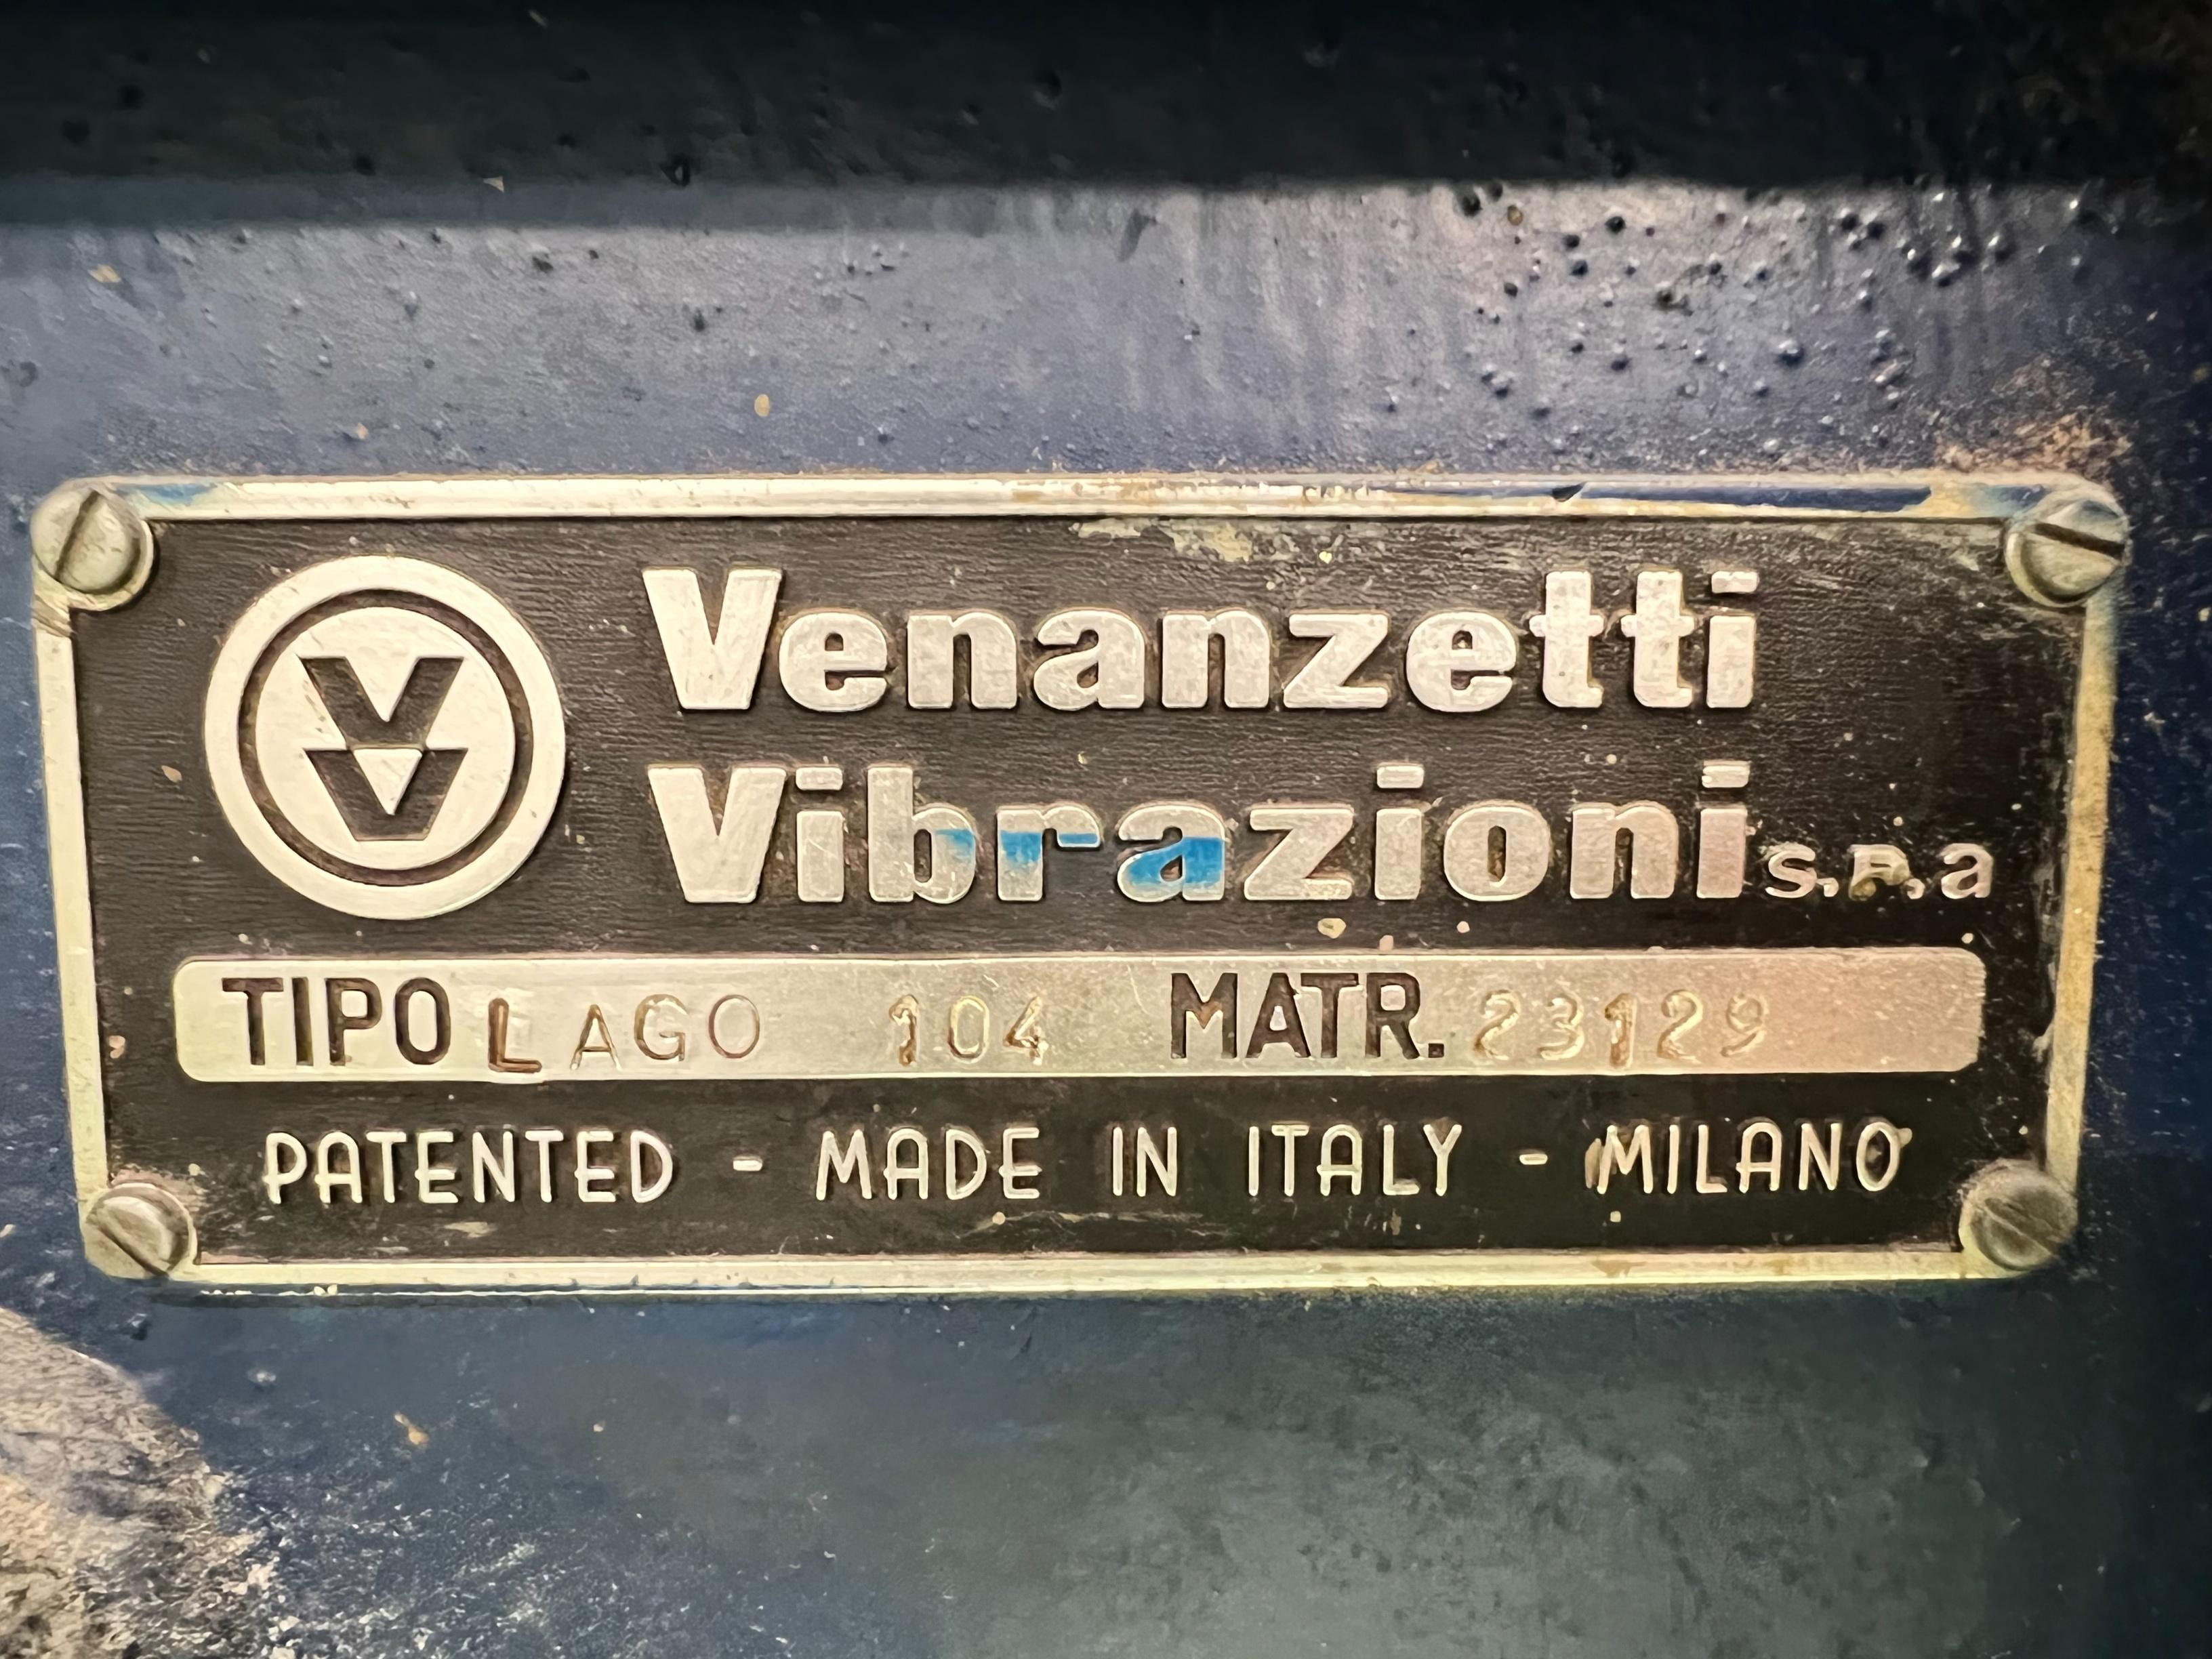 V
V
Venanzetti
Vibrazioni s.p.a
TIPO LAGO 104 MATR. 23129
PATENTED - MADE IN ITALY - MILANO